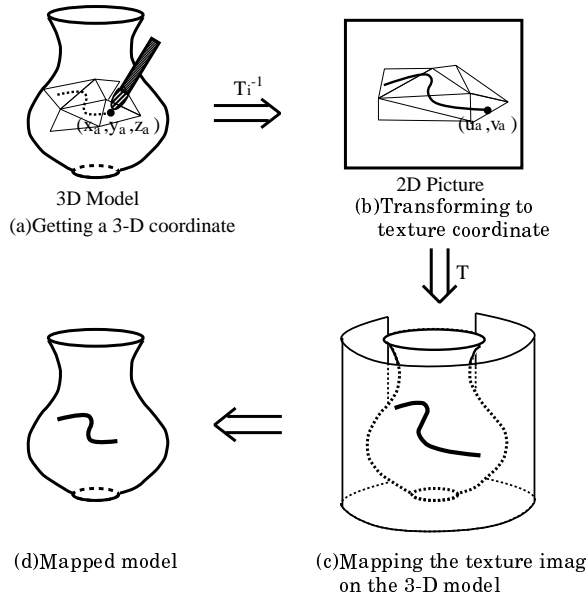 (xa,ya,za)
Ti-1
(ua,va)
3D Model
(a)Getting a 3-D coordinate
2D Picture
(b)Transforming to
texture coordinate
T
(d)Mapped model
(c)Mapping the texture imag
on the 3-D model